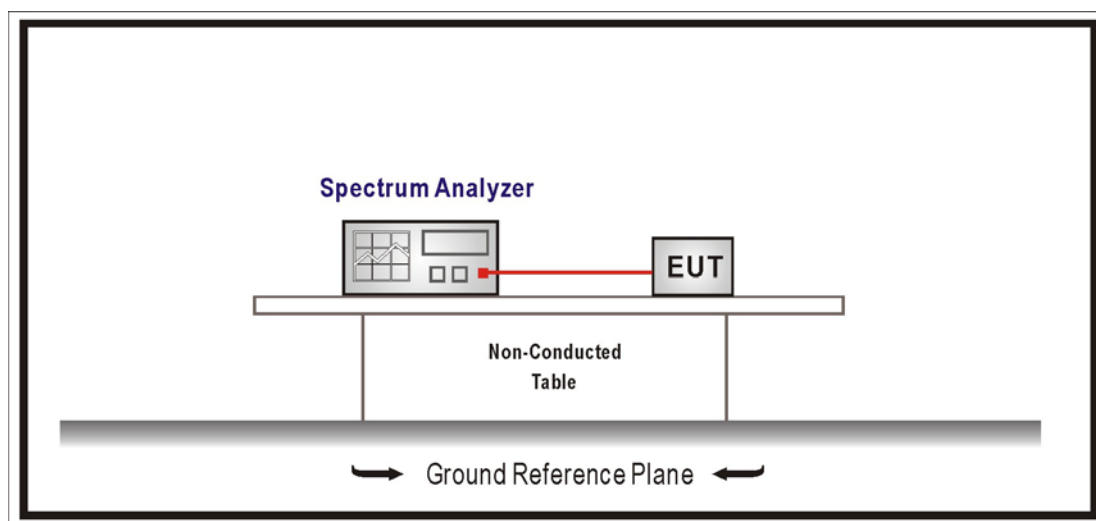 Spectrum Analyzer
EUT
Non-Conducted
Table
Ground Reference Plane